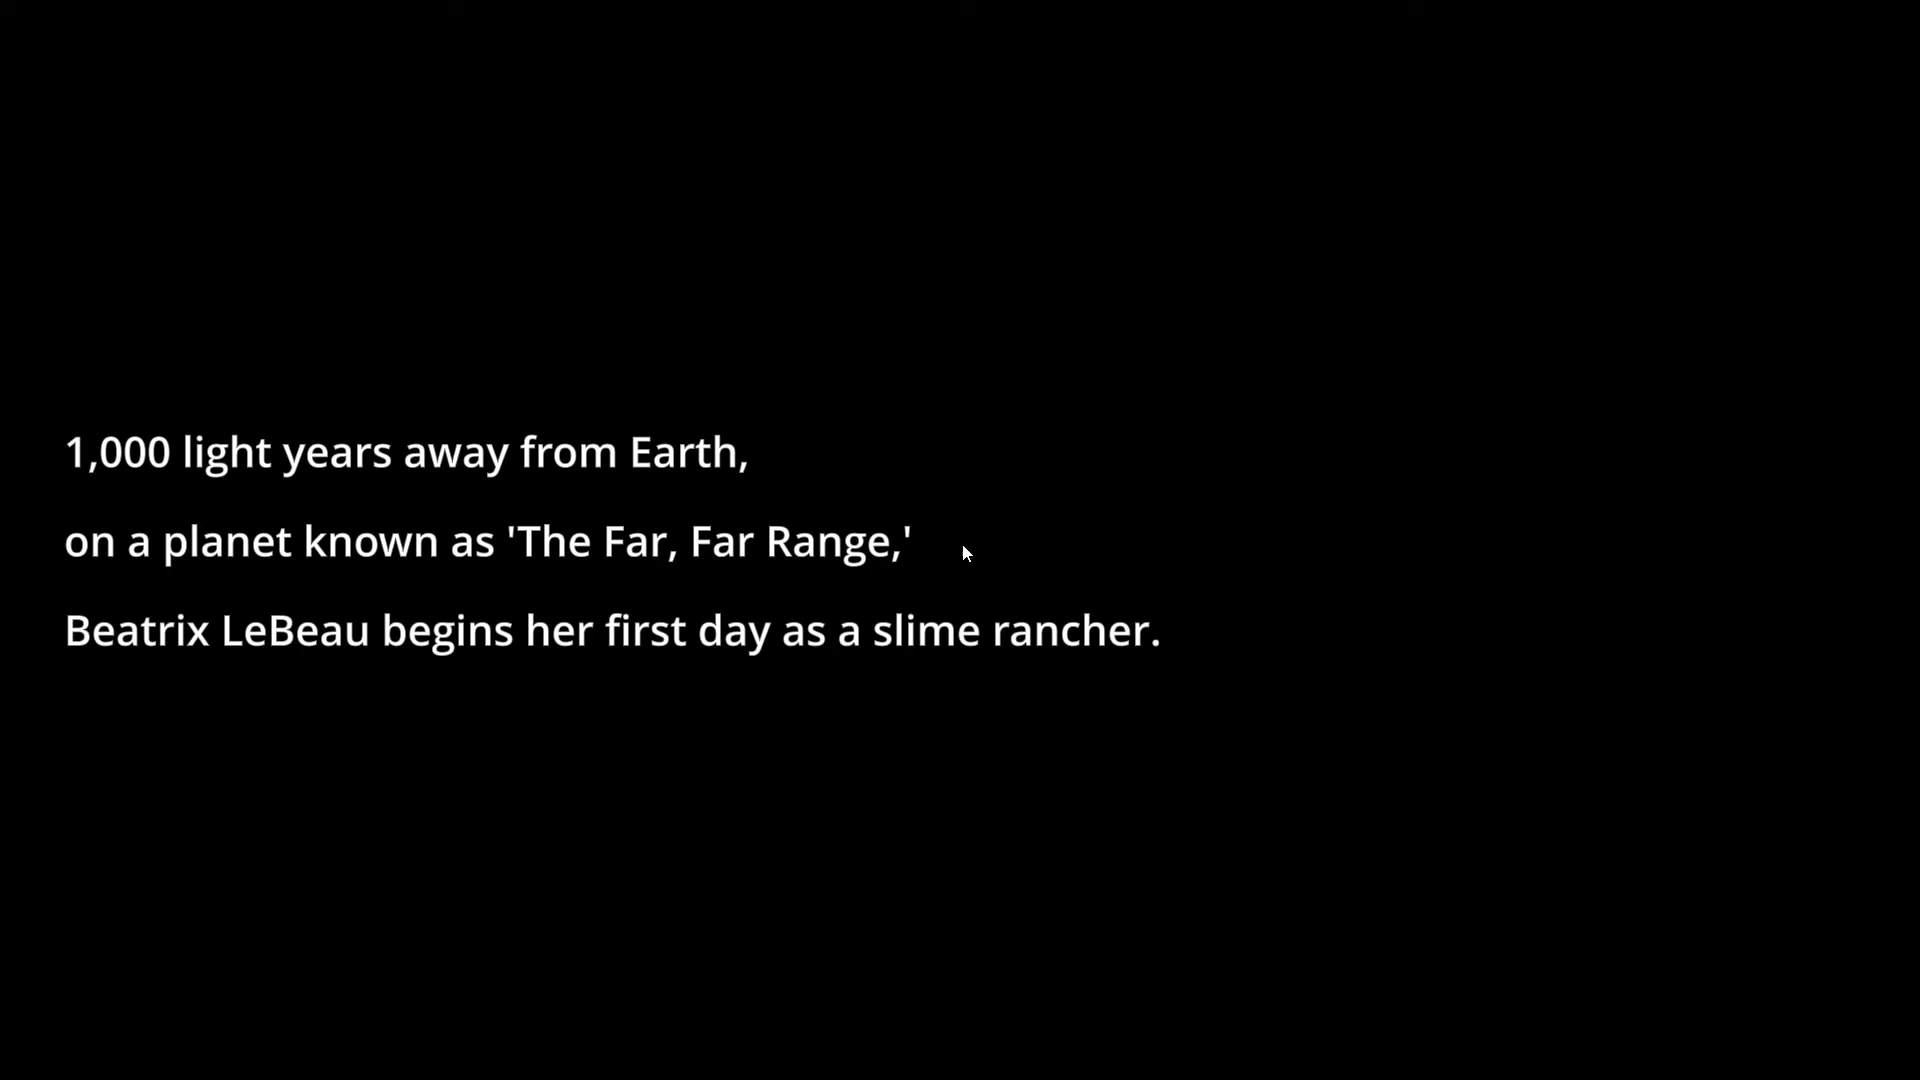 1,000 light years away from Earth,
on a planet known as 'The Far, Far Range,'
Beatrix LeBeau begins her first day as a slime rancher.